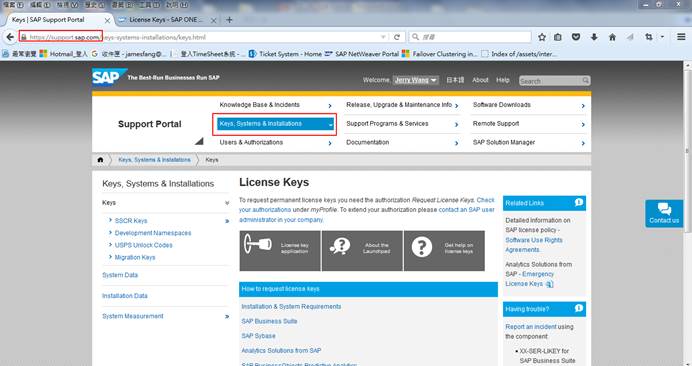 檔案(F) 編輯(E) 檢視(V) 歷史(S) 書籤(B) 工具(T) 說明(H)
Keys | SAP Support Portal
License Keys - SAP ONE ...
https://support.sap.com/keys-systems-installations/keys.html
搜尋
最常瀏覽 Hotmail_登入 收件匣 - jamesfang@... 登入TimeSheet系統 - ... Ticket System - Home SAP NetWeaver Portal Failover Clustering in... Index of /assets/inter...
SAP The Best-Run Businesses Run SAP
Welcome, Jerry Wang 日本語 About Help Search Support Portal
Support Portal
Knowledge Base & Incidents
Release, Upgrade & Maintenance Info
Software Downloads
Keys, Systems & Installations
Support Programs & Services
Remote Support
Users & Authorizations
Documentation
SAP Solution Manager
Keys, Systems & Installations Keys
Keys, Systems & Installations
Keys
SSCR Keys
Development Namespaces
USPS Unlock Codes
Migration Keys
System Data
Installation Data
System Measurement
License Keys
To request permanent license keys you need the authorization Request License Keys. Check
your authorizations under myProfile. To extend your authorization please contact an SAP user
administrator in your company.
License key
application
About the
Launchpad
Get help on
license keys
How to request license keys
Installation & System Requirements
SAP Business Suite
SAP Sybase
Analytics Solutions from SAP
SAP BusinessObjects Predictive Analytics
Related Links
Detailed information on
SAP license policy -
Software Use Rights
Agreements.
Analytics Solutions from
SAP - Emergency
License Keys
Having trouble?
Report an incident using
the component:
XX-SER-LIKEY for
SAP Business Suite
Contact us